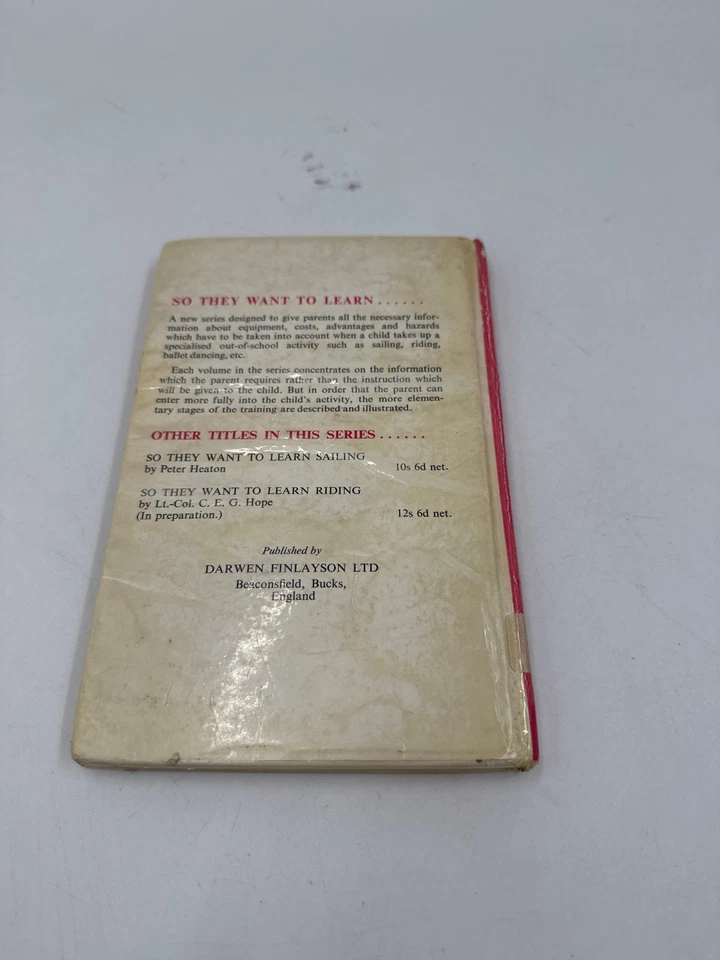 SO THEY WANT TO LEARN......
A new series designed to give parents all the necessary infor-
mation about equipment, costs, advantages and hazards
which have to be taken into account when a child takes up a
specialised out-of-school activity such as sailing, riding,
ballet dancing, etc.
Each volume in the series concentrates on the information
which the parent requires rather than the instruction which
will be given to the child. But in order that the parent can
enter more fully into the child's activity, the more elemen-
tary stages of the training are described and illustrated.
OTHER TITLES IN THIS SERIES......
SO THEY WANT TO LEARN SAILING
by Peter Heaton 10s 6d net.
SO THEY WANT TO LEARN RIDING
by Lt.-Col. C. E. G. Hope
(In preparation.) 12s 6d net.
Published by
DARWEN FINLAYSON LTD
Beaconsfield, Bucks,
England